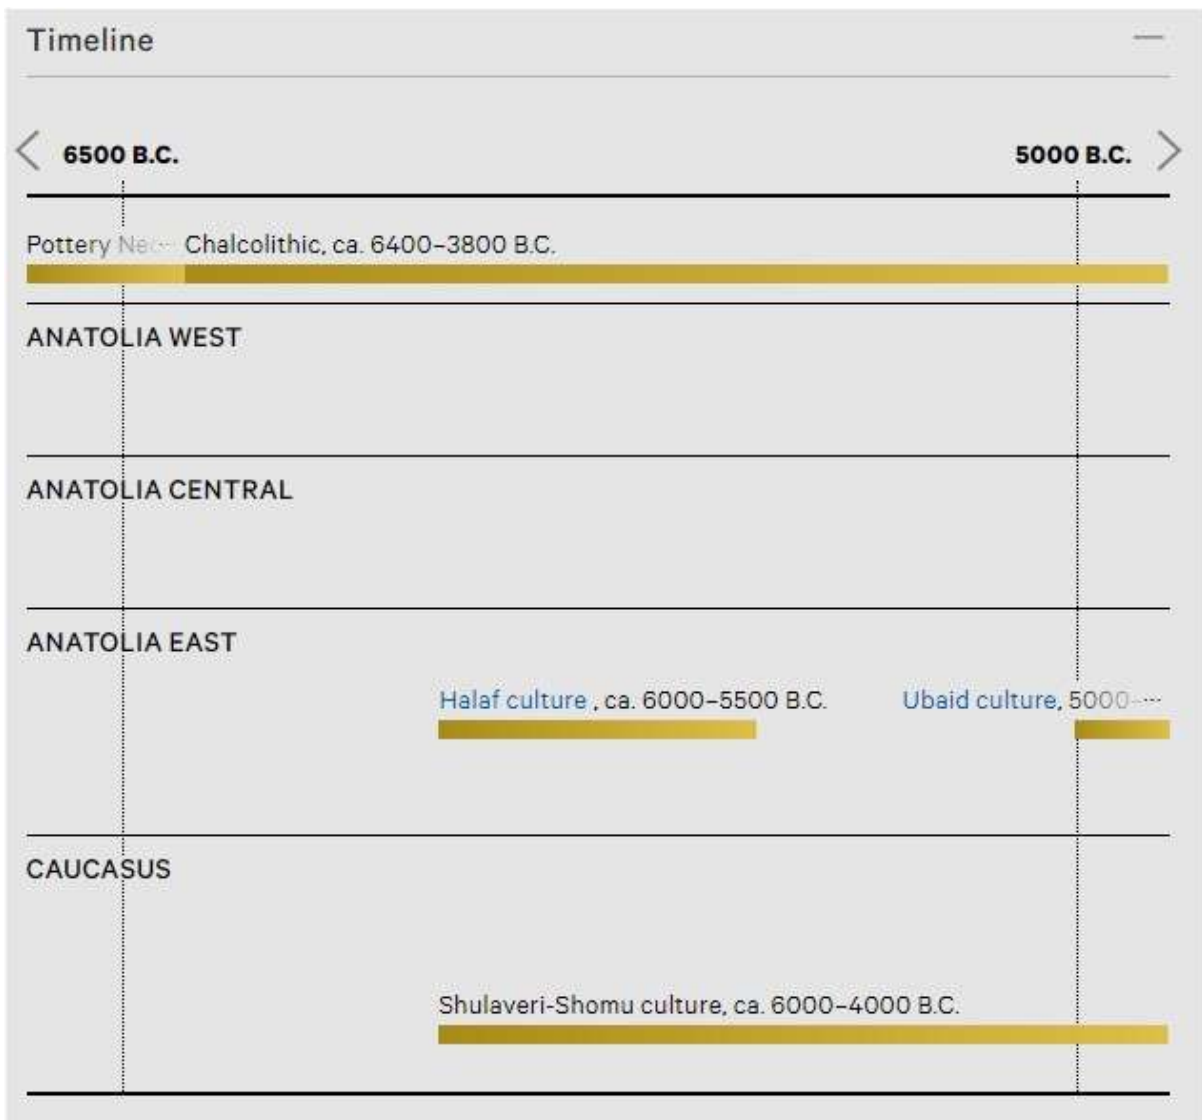 Timeline
6500 B.C. 5000 B.C.
Pottery Neo··· Chalcolithic, ca. 6400–3800 B.C.
ANATOLIA WEST
ANATOLIA CENTRAL
ANATOLIA EAST
Halaf culture , ca. 6000–5500 B.C. Ubaid culture, 5000–···
CAUCASUS
Shulaveri-Shomu culture, ca. 6000–4000 B.C.